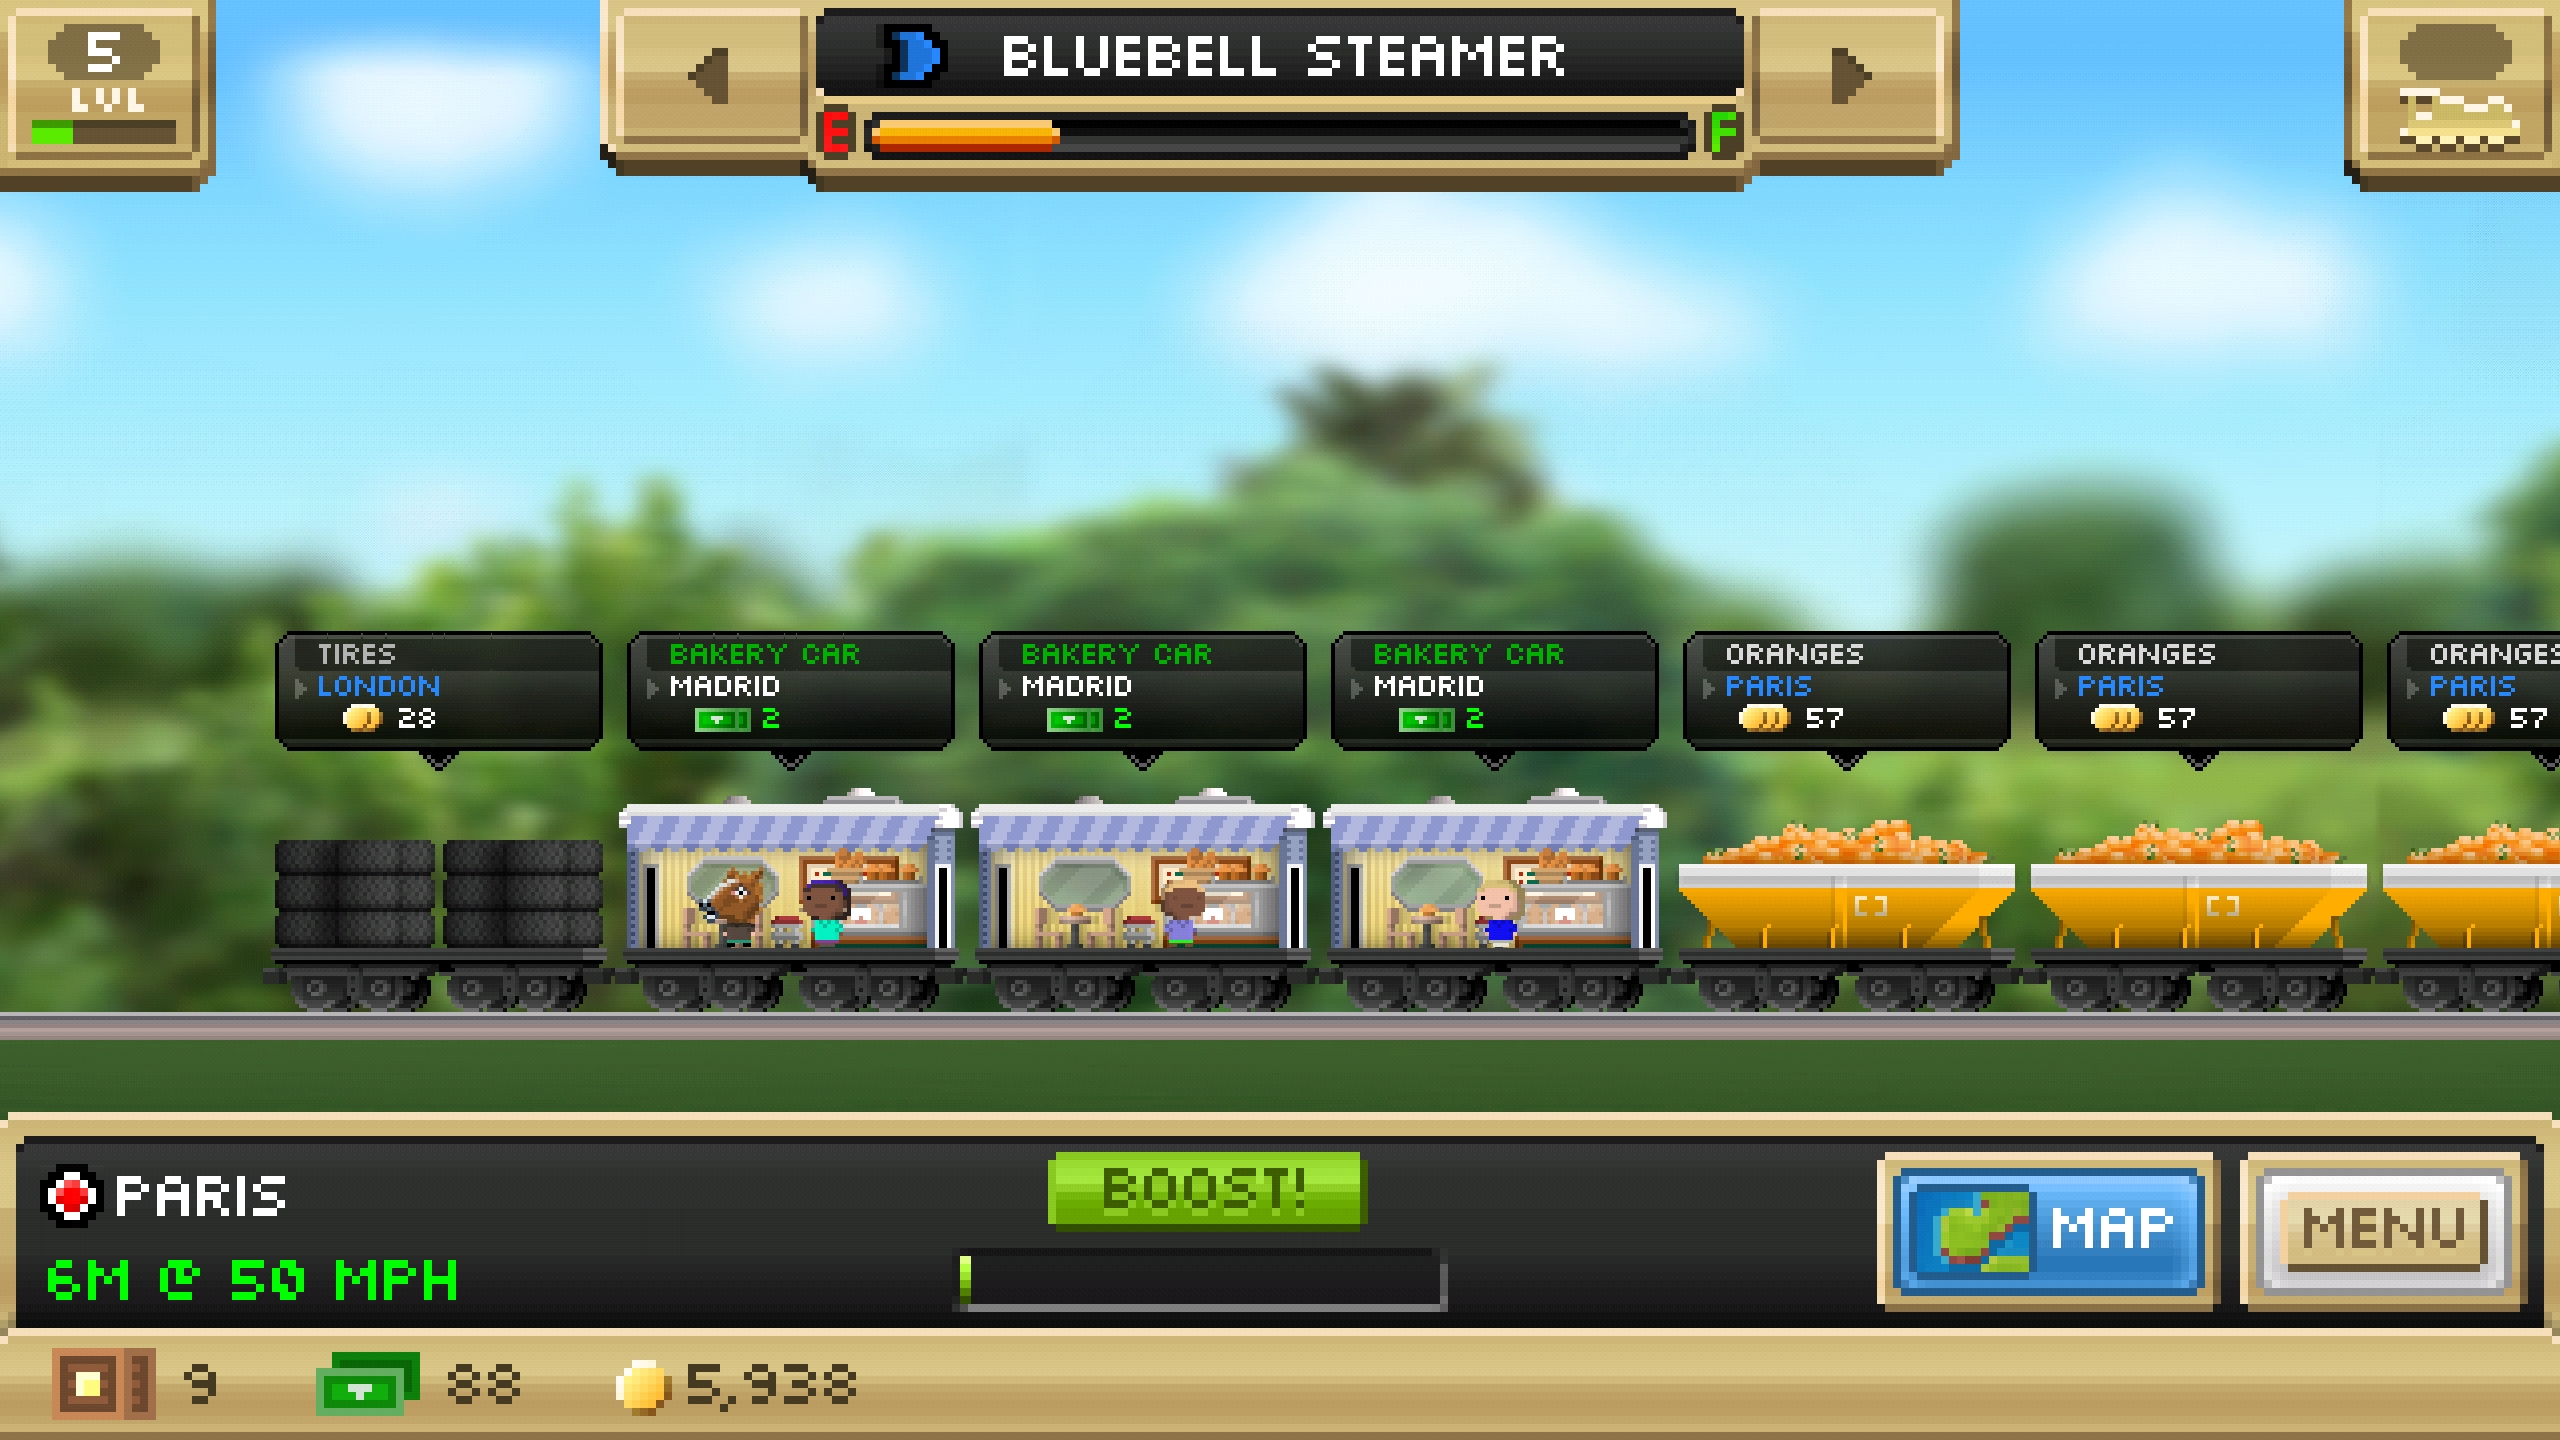 5
LVL
BLUEBELL STEAMER
E
F
TIRES
LONDON
28
BAKERY CAR
MADRID
2
BAKERY CAR
MADRID
2
BAKERY CAR
MADRID
2
ORANGES
PARIS
57
ORANGES
PARIS
57
ORANGES
PARIS
57
PARIS
6M @ 50 MPH
BOOST!
MAP
MENU
9
88
5,938